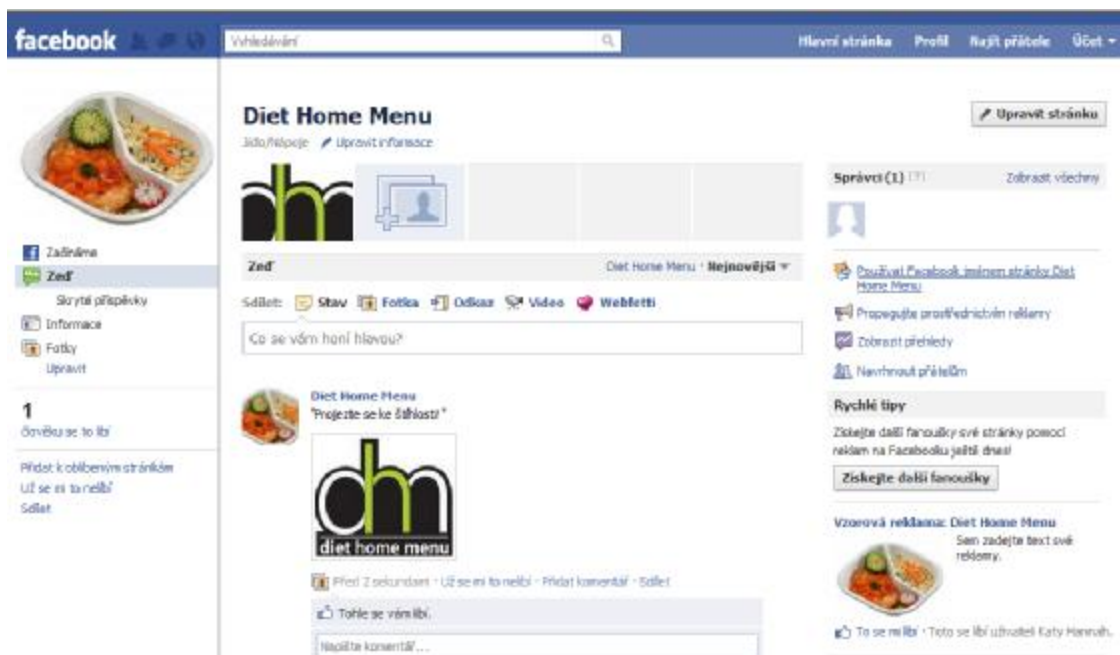 facebook
Vyhledávání
Hlavní stránka Profil Najít přátele Účet
Diet Home Menu
Upravit stránku
Jídlo/Nápoje Upravit informace
dhm
Správci (1) [?] Zobrazit všechny
Začínáme
Zeď
Skryté příspěvky
Informace
Fotky
Upravit
1
člověku se to líbí
Přidat k oblíbeným stránkám
Už se mi to nelíbí
Sdílet
Zeď Diet Home Menu · Nejnovější
Sdílet: Stav Fotka Odkaz Video Webfetti
Co se vám honí hlavou?
Diet Home Menu
"Projezte se ke štíhlosti"
dhm
diet home menu
Před 2 sekundami · Už se mi to nelíbí · Přidat komentář · Sdílet
Tohle se vám líbí.
Napište komentář...
Používat Facebook jménem stránky Diet
Home Menu
Propagujte prostřednictvím reklamy
Zobrazit přehledy
Navrhnout přátelům
Rychlé tipy
Získejte další fanoušky své stránky pomocí
reklam na Facebooku ještě dnes!
Získejte další fanoušky
Vzorová reklama: Diet Home Menu
Sem zadejte text své
reklamy.
To se mi líbí · Toto se líbí uživateli Katy Hannah.